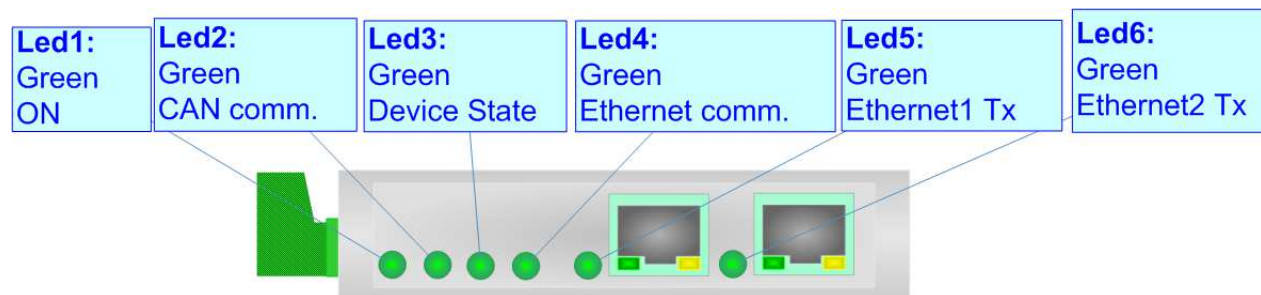 Led1:
Green
ON
Led2:
Green
CAN comm.
Led3:
Green
Device State
Led4:
Green
Ethernet comm.
Led5:
Green
Ethernet1 Tx
Led6:
Green
Ethernet2 Tx